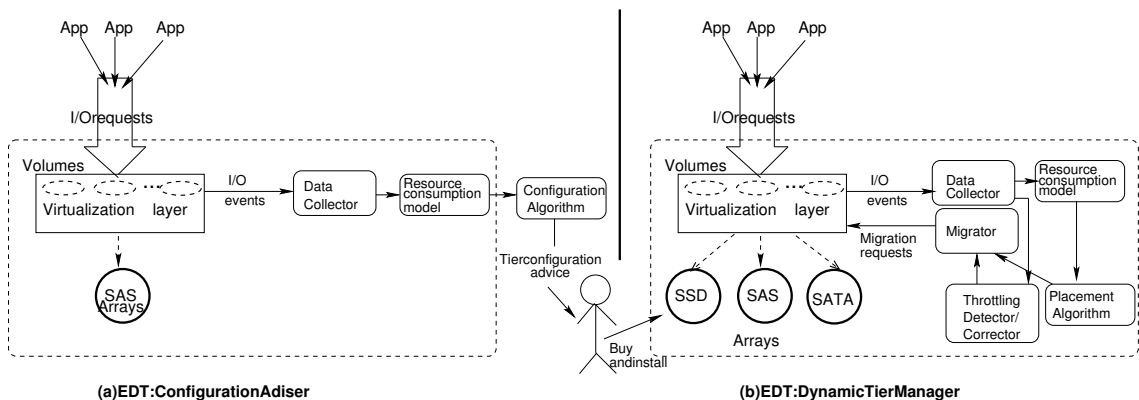 App App App
I/Orequests
Volumes
Virtualization layer
I/O
events
Data
Collector
Resource
consumption
model
Configuration
Algorithm
Tierconfiguration
advice
SAS
Arrays
Buy
andinstall
(a)EDT:ConfigurationAdiser
App App App
I/Orequests
Volumes
Virtualization layer
I/O
events
Data
Collector
Resource
consumption
model
Migration
requests
Migrator
SSD
SAS
SATA
Arrays
Throttling
Detector/
Corrector
Placement
Algorithm
(b)EDT:DynamicTierManager